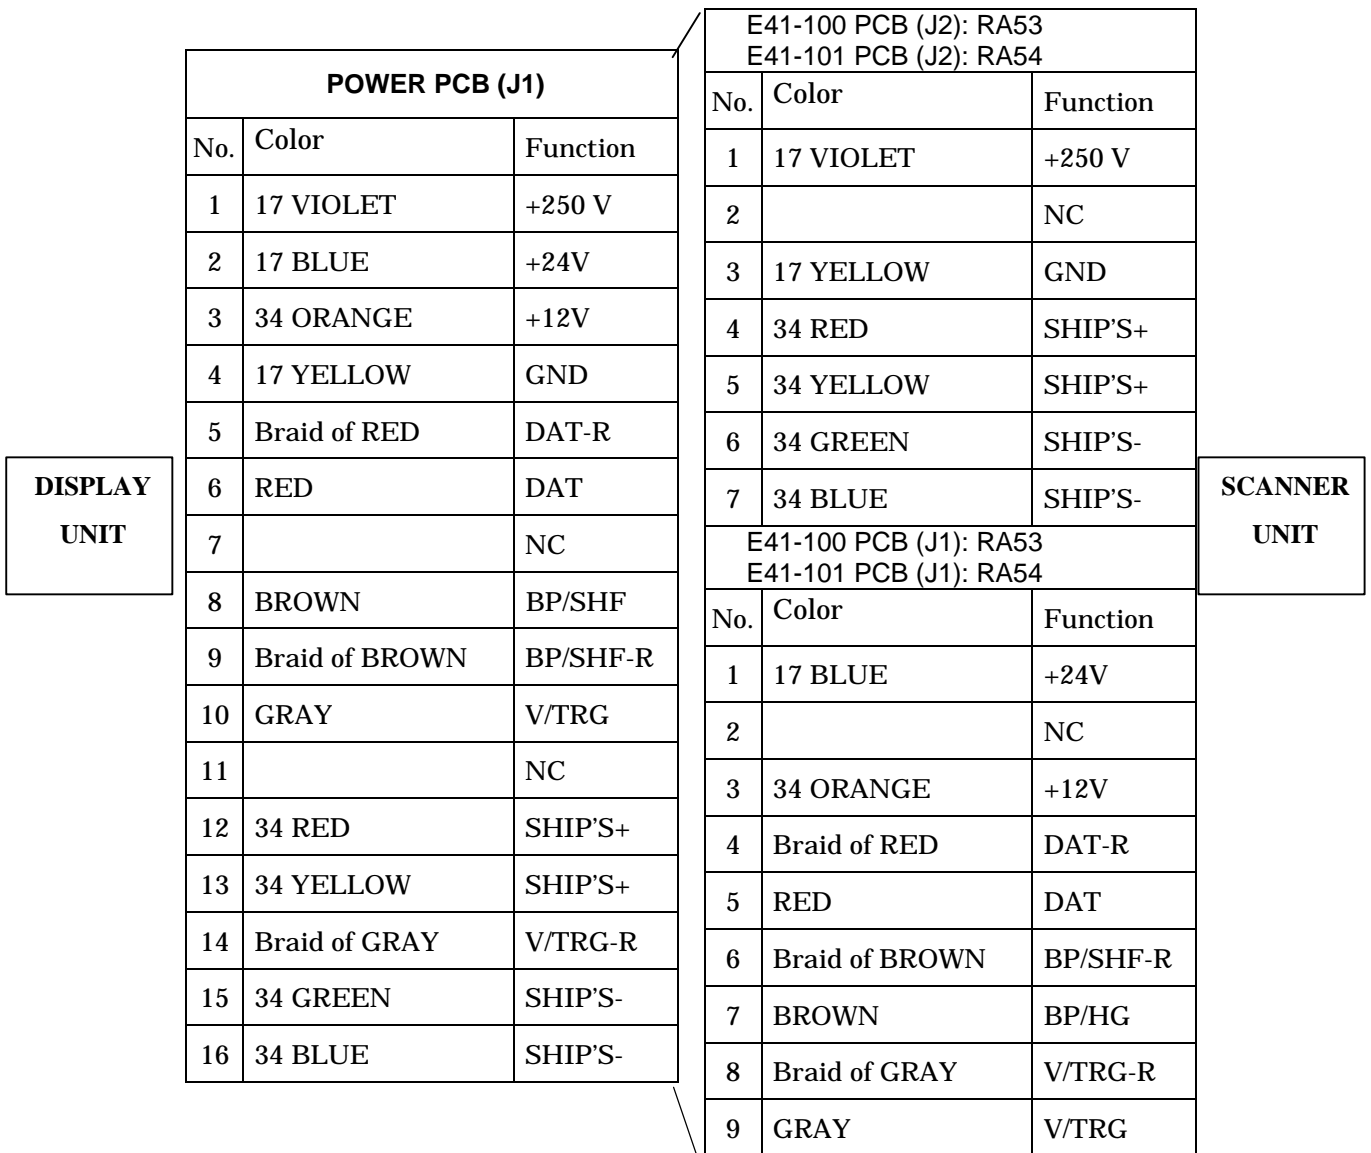 DISPLAY
UNIT
POWER PCB (J1)
No. Color Function
1 17 VIOLET +250 V
2 17 BLUE +24V
3 34 ORANGE +12V
4 17 YELLOW GND
5 Braid of RED DAT-R
6 RED DAT
7 NC
8 BROWN BP/SHF
9 Braid of BROWN BP/SHF-R
10 GRAY V/TRG
11 NC
12 34 RED SHIP'S+
13 34 YELLOW SHIP'S+
14 Braid of GRAY V/TRG-R
15 34 GREEN SHIP'S-
16 34 BLUE SHIP'S-
E41-100 PCB (J2): RA53
E41-101 PCB (J2): RA54
No. Color Function
1 17 VIOLET +250 V
2 NC
3 17 YELLOW GND
4 34 RED SHIP'S+
5 34 YELLOW SHIP'S+
6 34 GREEN SHIP'S-
7 34 BLUE SHIP'S-
E41-100 PCB (J1): RA53
E41-101 PCB (J1): RA54
No. Color Function
1 17 BLUE +24V
2 NC
3 34 ORANGE +12V
4 Braid of RED DAT-R
5 RED DAT
6 Braid of BROWN BP/SHF-R
7 BROWN BP/HG
8 Braid of GRAY V/TRG-R
9 GRAY V/TRG
SCANNER
UNIT